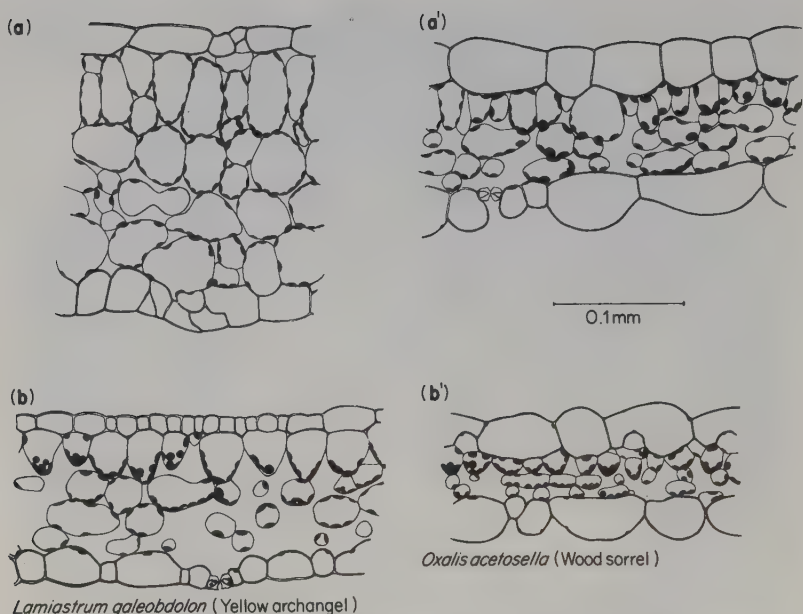 (a)
(a')
0.1mm
(b)
(b')
Oxalis acetosella (Wood sorrel)
Lamiastrum galeobdolon (Yellow archangel)